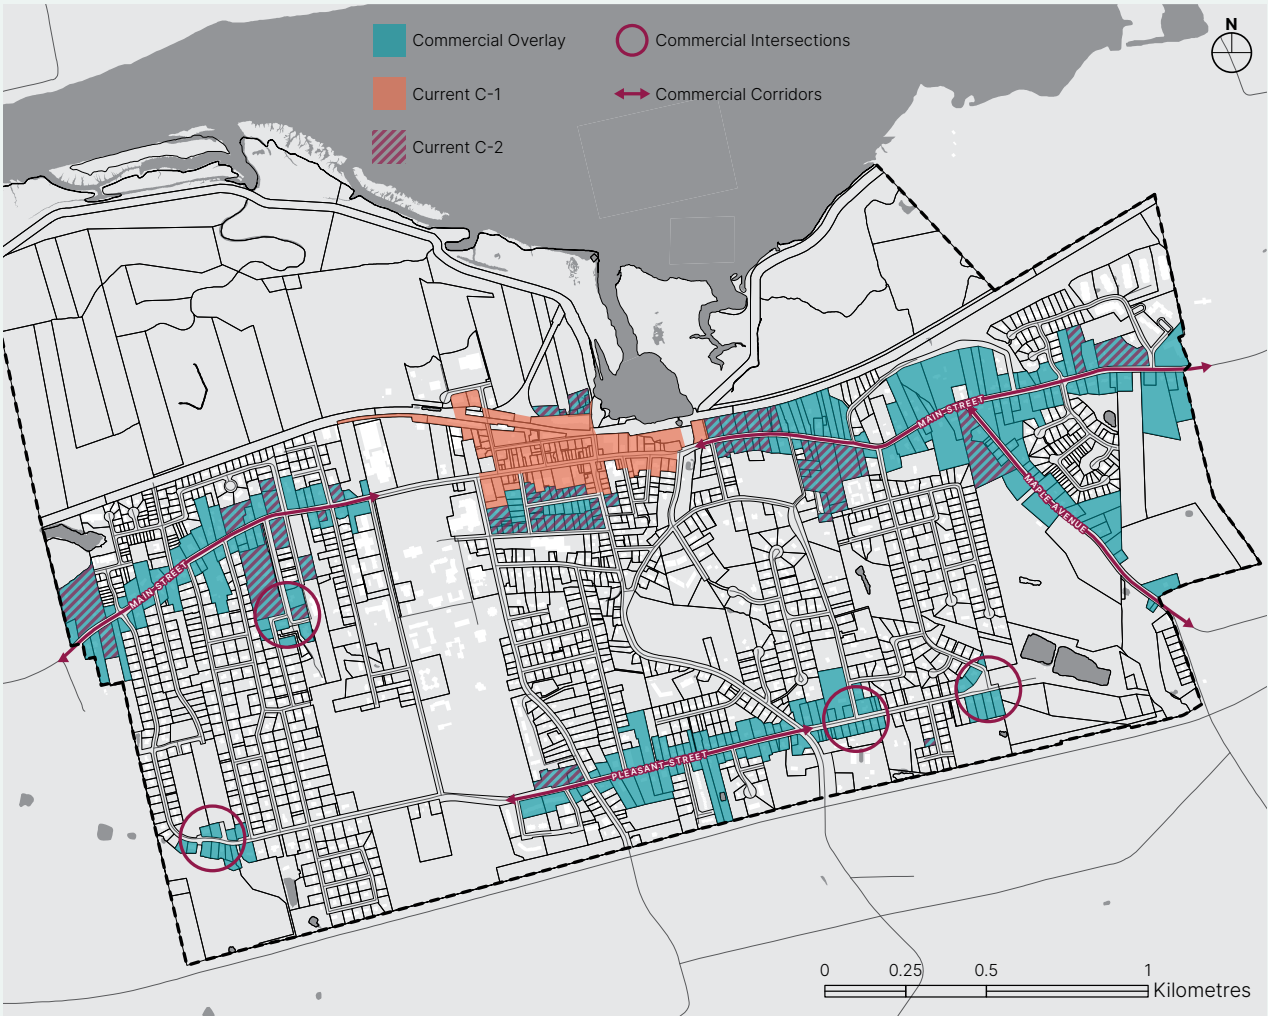 Commercial Overlay
Commercial Intersections
N
Current C-1
Commercial Corridors
Current C-2
MAIN-STREET
MAPLE-AVENUE
MAIN-STREET
PLEASANT-STREET
0 0.25 0.5 1
Kilometres